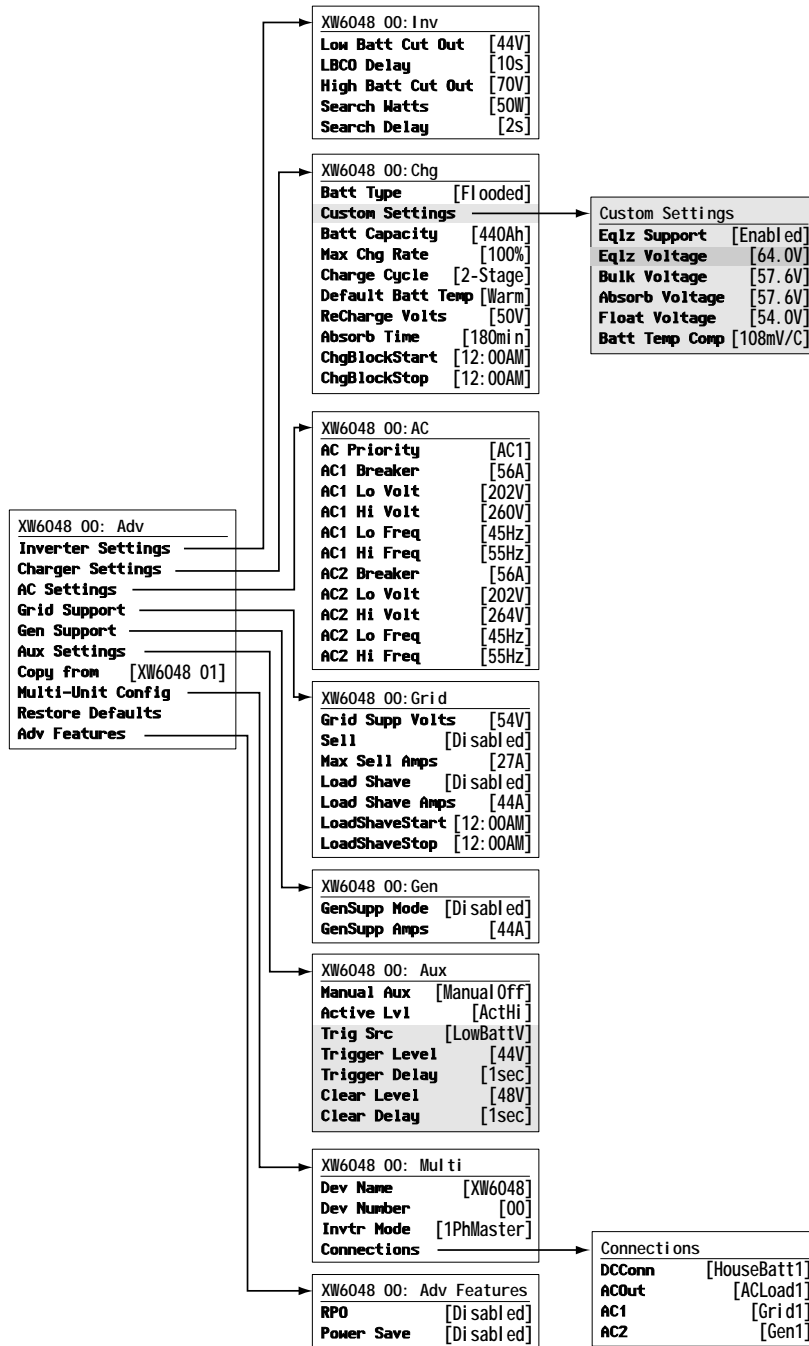 XW6048 00:Inv
Low Batt Cut Out [44V]
LBCO Delay [10s]
High Batt Cut Out [70V]
Search Watts [50W]
Search Delay [2s]
XW6048 00:Chg
Batt Type [Flooded]
Custom Settings
Batt Capacity [440Ah]
Max Chg Rate [100%]
Charge Cycle [2-Stage]
Default Batt Temp [Warm]
ReCharge Volts [50V]
Absorb Time [180min]
ChgBlockStart [12:00AM]
ChgBlockStop [12:00AM]
Custom Settings
Eqlz Support [Enabled]
Eqlz Voltage [64.0V]
Bulk Voltage [57.6V]
Absorb Voltage [57.6V]
Float Voltage [54.0V]
Batt Temp Comp [108mV/C]
XW6048 00:AC
AC Priority [AC1]
AC1 Breaker [56A]
AC1 Lo Volt [202V]
AC1 Hi Volt [260V]
AC1 Lo Freq [45Hz]
AC1 Hi Freq [55Hz]
AC2 Breaker [56A]
AC2 Lo Volt [202V]
AC2 Hi Volt [264V]
AC2 Lo Freq [45Hz]
AC2 Hi Freq [55Hz]
XW6048 00: Adv
Inverter Settings
Charger Settings
AC Settings
Grid Support
Gen Support
Aux Settings
Copy from [XW6048 01]
Multi-Unit Config
Restore Defaults
Adv Features
XW6048 00:Grid
Grid Supp Volts [54V]
Sell [Disabled]
Max Sell Amps [27A]
Load Shave [Disabled]
Load Shave Amps [44A]
LoadShaveStart [12:00AM]
LoadShaveStop [12:00AM]
XW6048 00:Gen
GenSupp Mode [Disabled]
GenSupp Amps [44A]
XW6048 00: Aux
Manual Aux [ManualOff]
Active Lvl [ActHi]
Trig Src [LowBattV]
Trigger Level [44V]
Trigger Delay [1sec]
Clear Level [48V]
Clear Delay [1sec]
XW6048 00: Multi
Dev Name [XW6048]
Dev Number [00]
Invtr Mode [1PhMaster]
Connections
Connections
DCConn [HouseBatt1]
ACOut [ACLoad1]
AC1 [Grid1]
AC2 [Gen1]
XW6048 00: Adv Features
RPO [Disabled]
Power Save [Disabled]